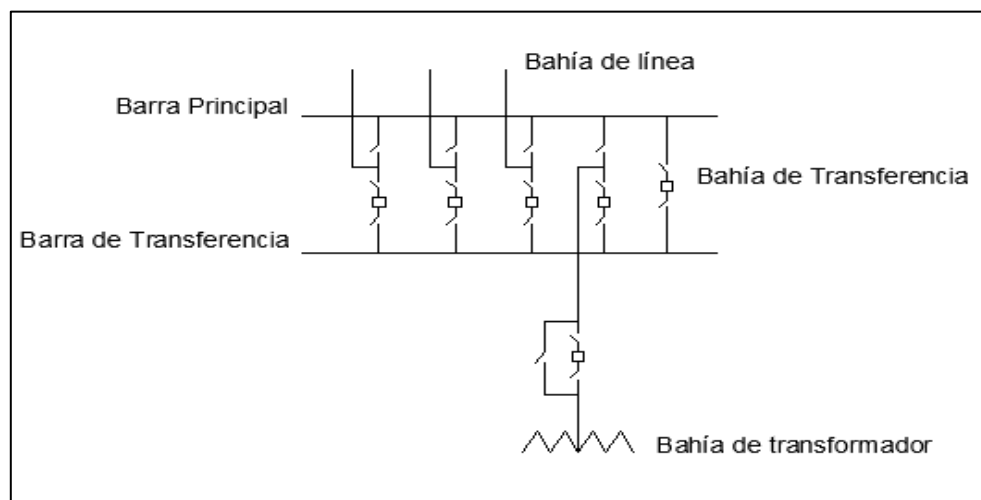 Bahía de línea
Barra Principal
Bahía de Transferencia
Barra de Transferencia
Bahía de transformador